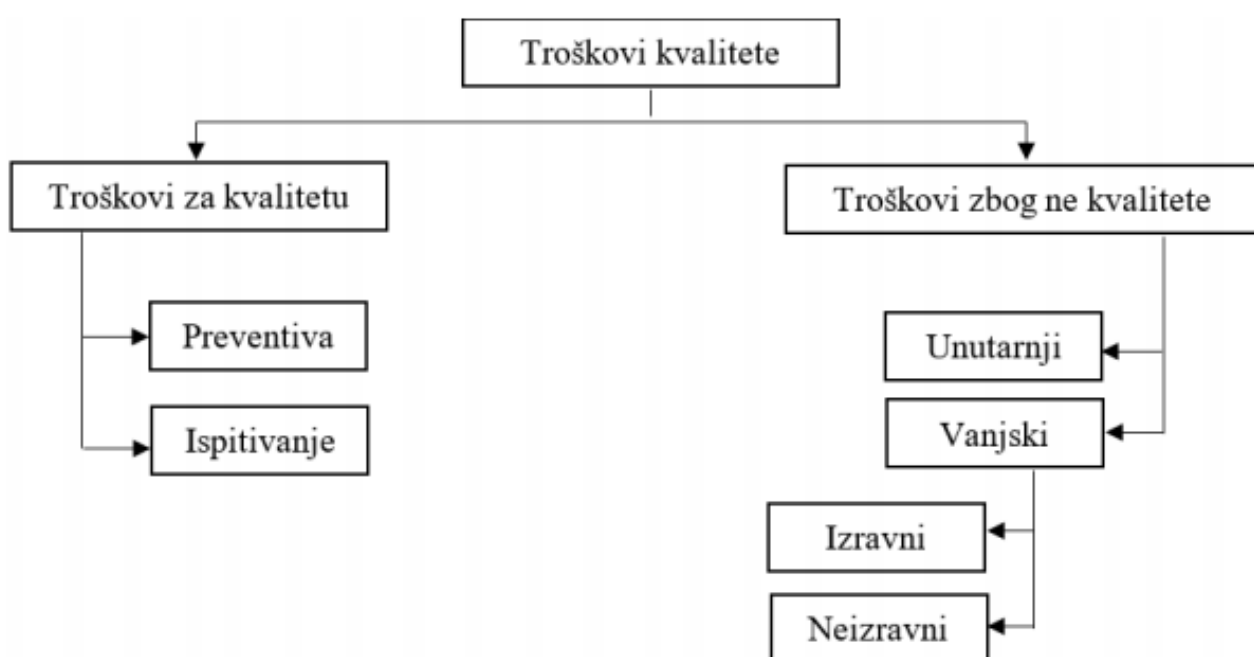 Troškovi kvalitete
Troškovi za kvalitetu
Troškovi zbog ne kvalitete
Preventiva
Unutarnji
Ispitivanje
Vanjski
Izravni
Neizravni